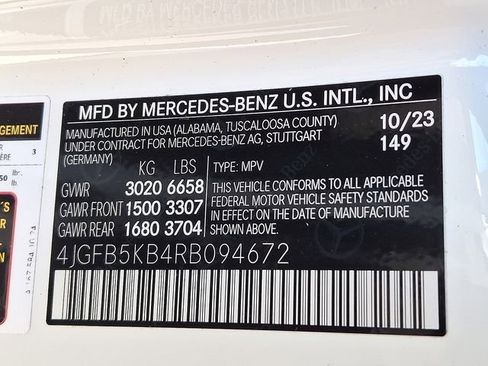 MFD BY MERCEDES-BENZ U.S. INTL., INC
MANUFACTURED IN USA (ALABAMA, TUSCALOOSA COUNTY) 10/23
UNDER CONTRACT FOR MERCEDES-BENZ AG, STUTTGART 149
(GERMANY) KG LBS TYPE: MPV
GVWR 3020 6658 THIS VEHICLE CONFORMS TO ALL APPLICABLE
GAWR FRONT 1500 3307 FEDERAL MOTOR VEHICLE SAFETY STANDARDS
GAWR REAR 1680 3704 IN EFFECT ON THE DATE OF MANUFACTURE
4JGFB5KB4RB094672
3
lbr.
lb.